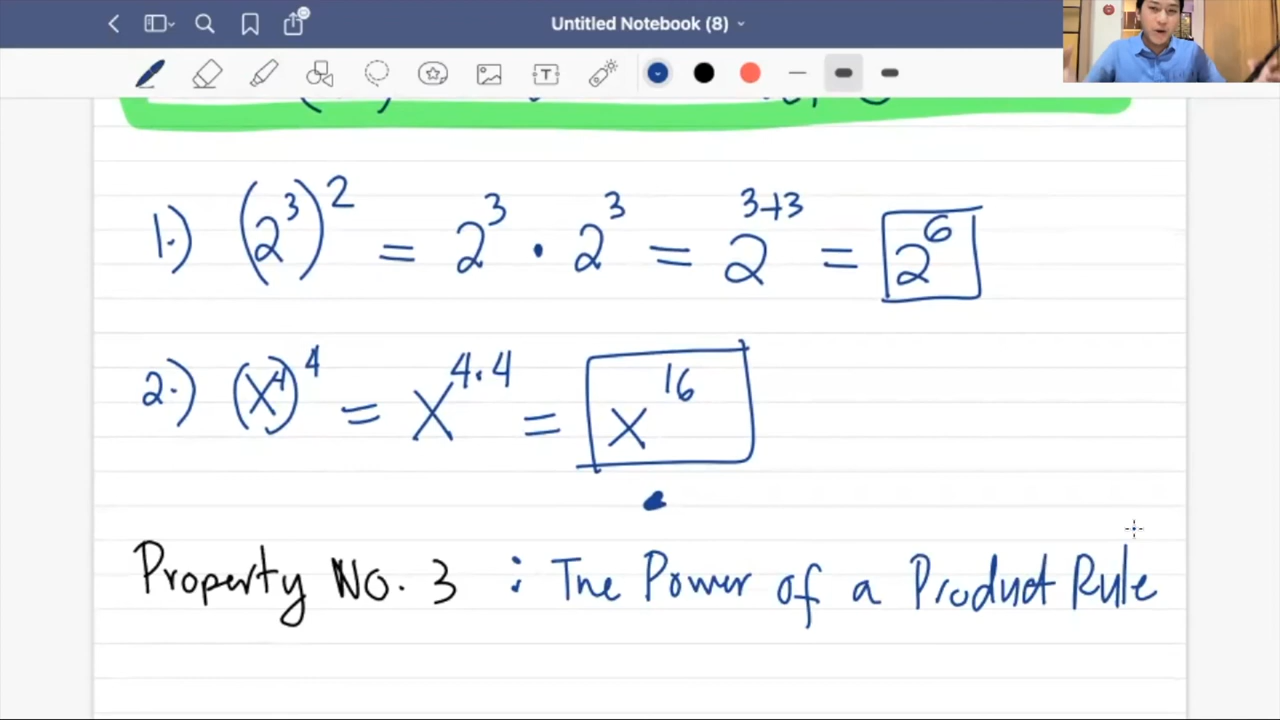 Untitled Notebook (8)
1.) (2³)² = 2³ · 2³ = 2³⁺³ = 2⁶
2.) (x⁴)⁴ = x⁴·⁴ = x¹⁶
Property No. 3 : The Power of a Product Rule